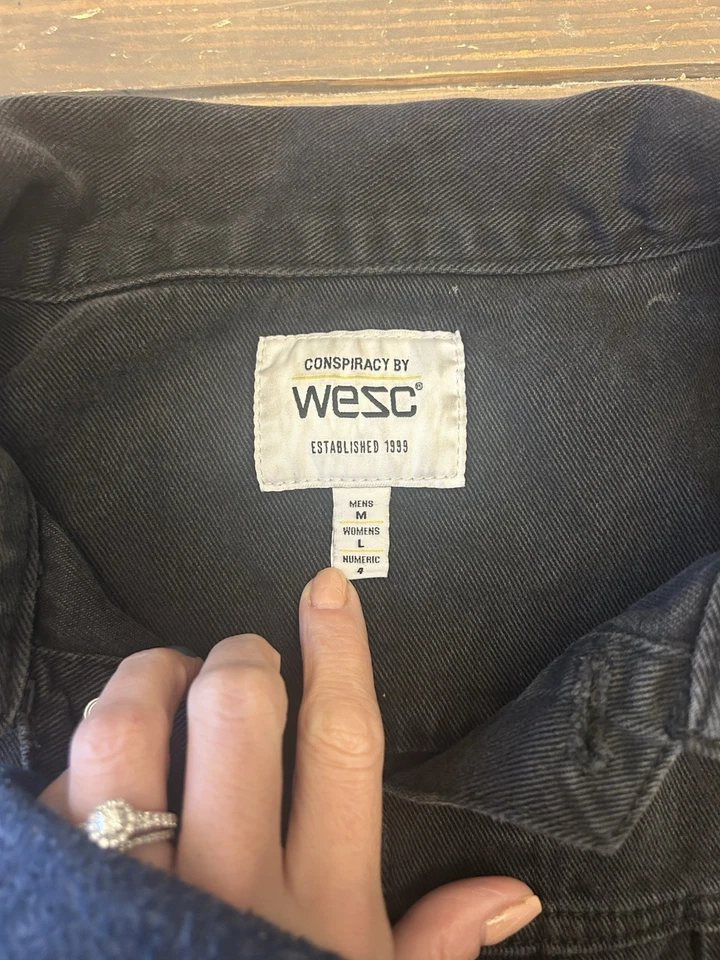 CONSPIRACY BY
wesc®
ESTABLISHED 1999
MENS
M
WOMENS
L
NUMERIC
4